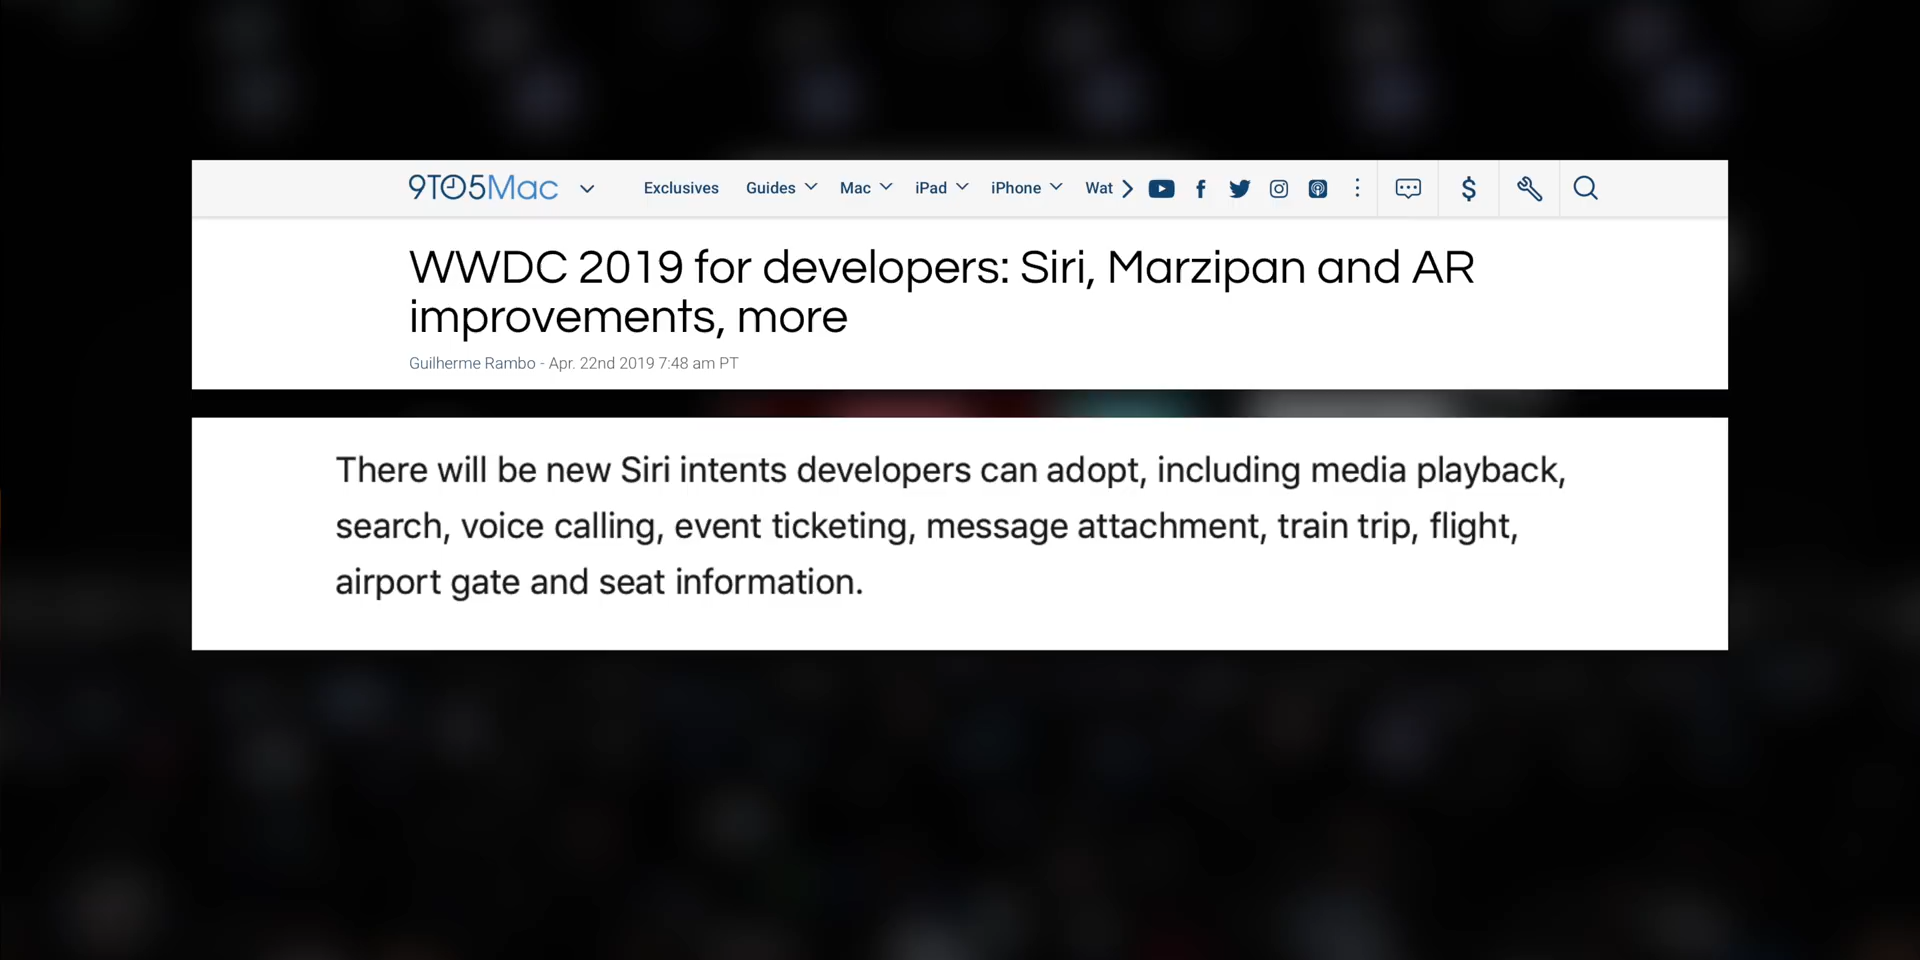 9TO5Mac Exclusives Guides Mac iPad iPhone Wat $
WWDC 2019 for developers: Siri, Marzipan and AR
improvements, more
Guilherme Rambo - Apr. 22nd 2019 7:48 am PT
There will be new Siri intents developers can adopt, including media playback,
search, voice calling, event ticketing, message attachment, train trip, flight,
airport gate and seat information.